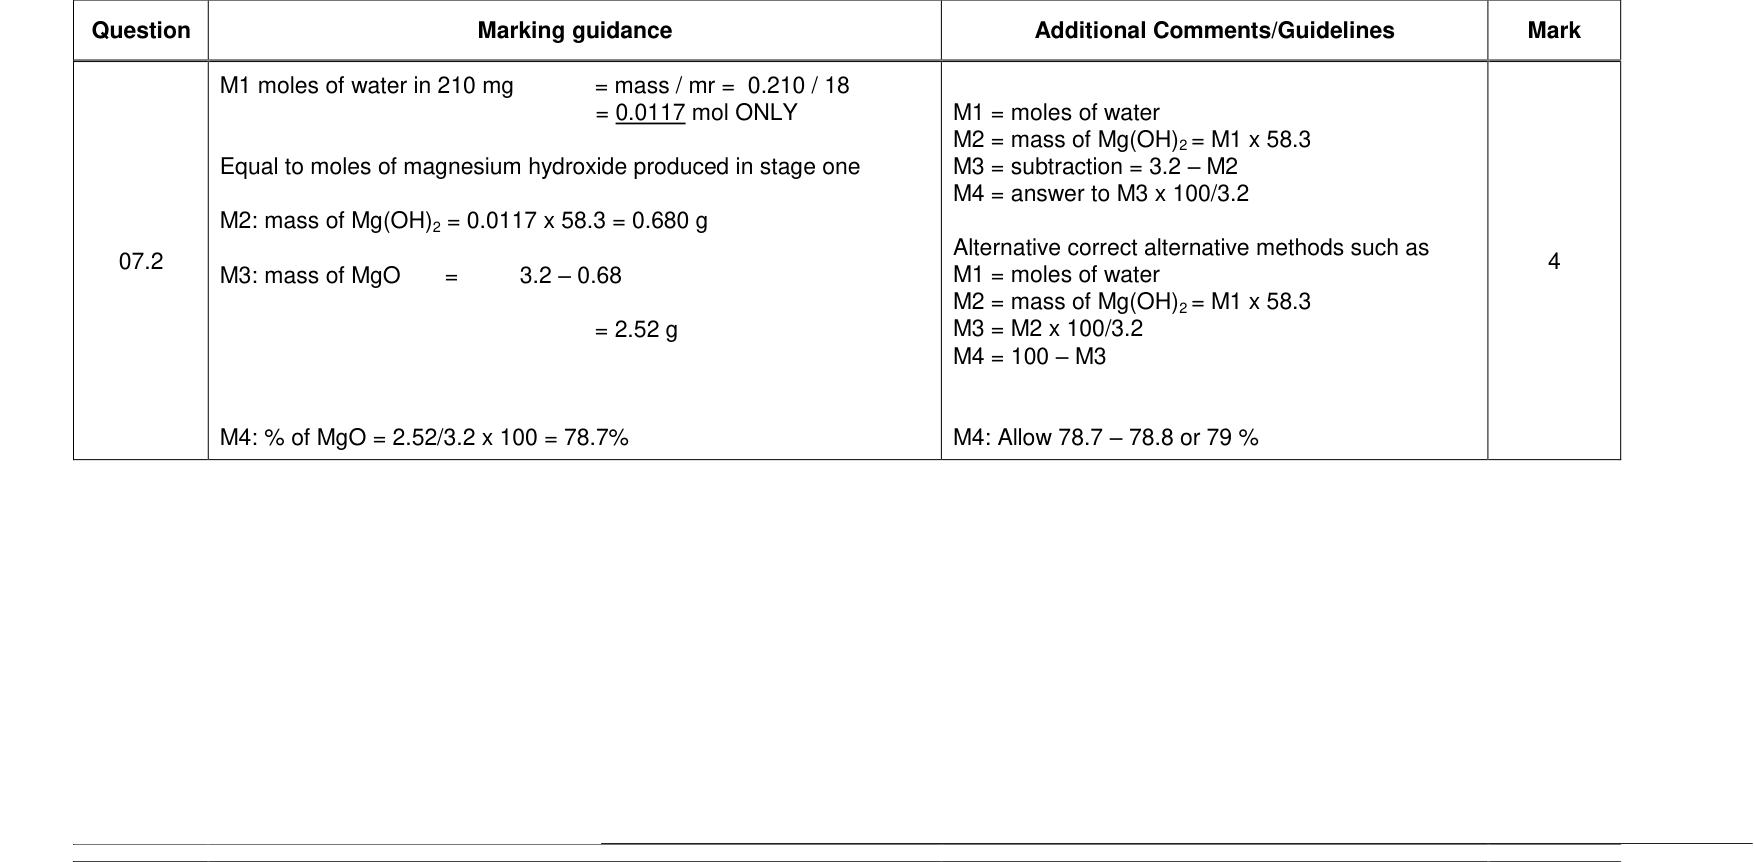 Question Marking guidance Additional Comments/Guidelines Mark
07.2
M1 moles of water in 210 mg = mass / mr = 0.210 / 18
= 0.0117 mol ONLY
Equal to moles of magnesium hydroxide produced in stage one
M2: mass of Mg(OH)₂ = 0.0117 x 58.3 = 0.680 g
M3: mass of MgO = 3.2 – 0.68
= 2.52 g
M4: % of MgO = 2.52/3.2 x 100 = 78.7%
M1 = moles of water
M2 = mass of Mg(OH)₂ = M1 x 58.3
M3 = subtraction = 3.2 – M2
M4 = answer to M3 x 100/3.2
Alternative correct alternative methods such as
M1 = moles of water
M2 = mass of Mg(OH)₂ = M1 x 58.3
M3 = M2 x 100/3.2
M4 = 100 – M3
M4: Allow 78.7 – 78.8 or 79 %
4